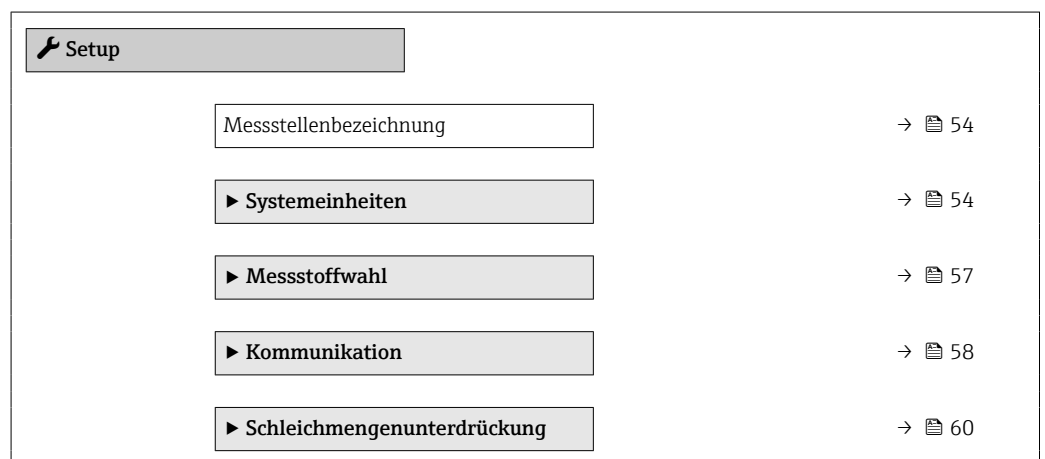 Setup
Messstellenbezeichnung → 54
▶ Systemeinheiten → 54
▶ Messstoffwahl → 57
▶ Kommunikation → 58
▶ Schleichmengenunterdrückung → 60